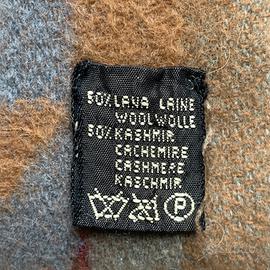 50% LANA LAINE
WOOL WOLLE
50% KASHMIR
CACHEMIRE
CASHMERE
KASCHMIR
P